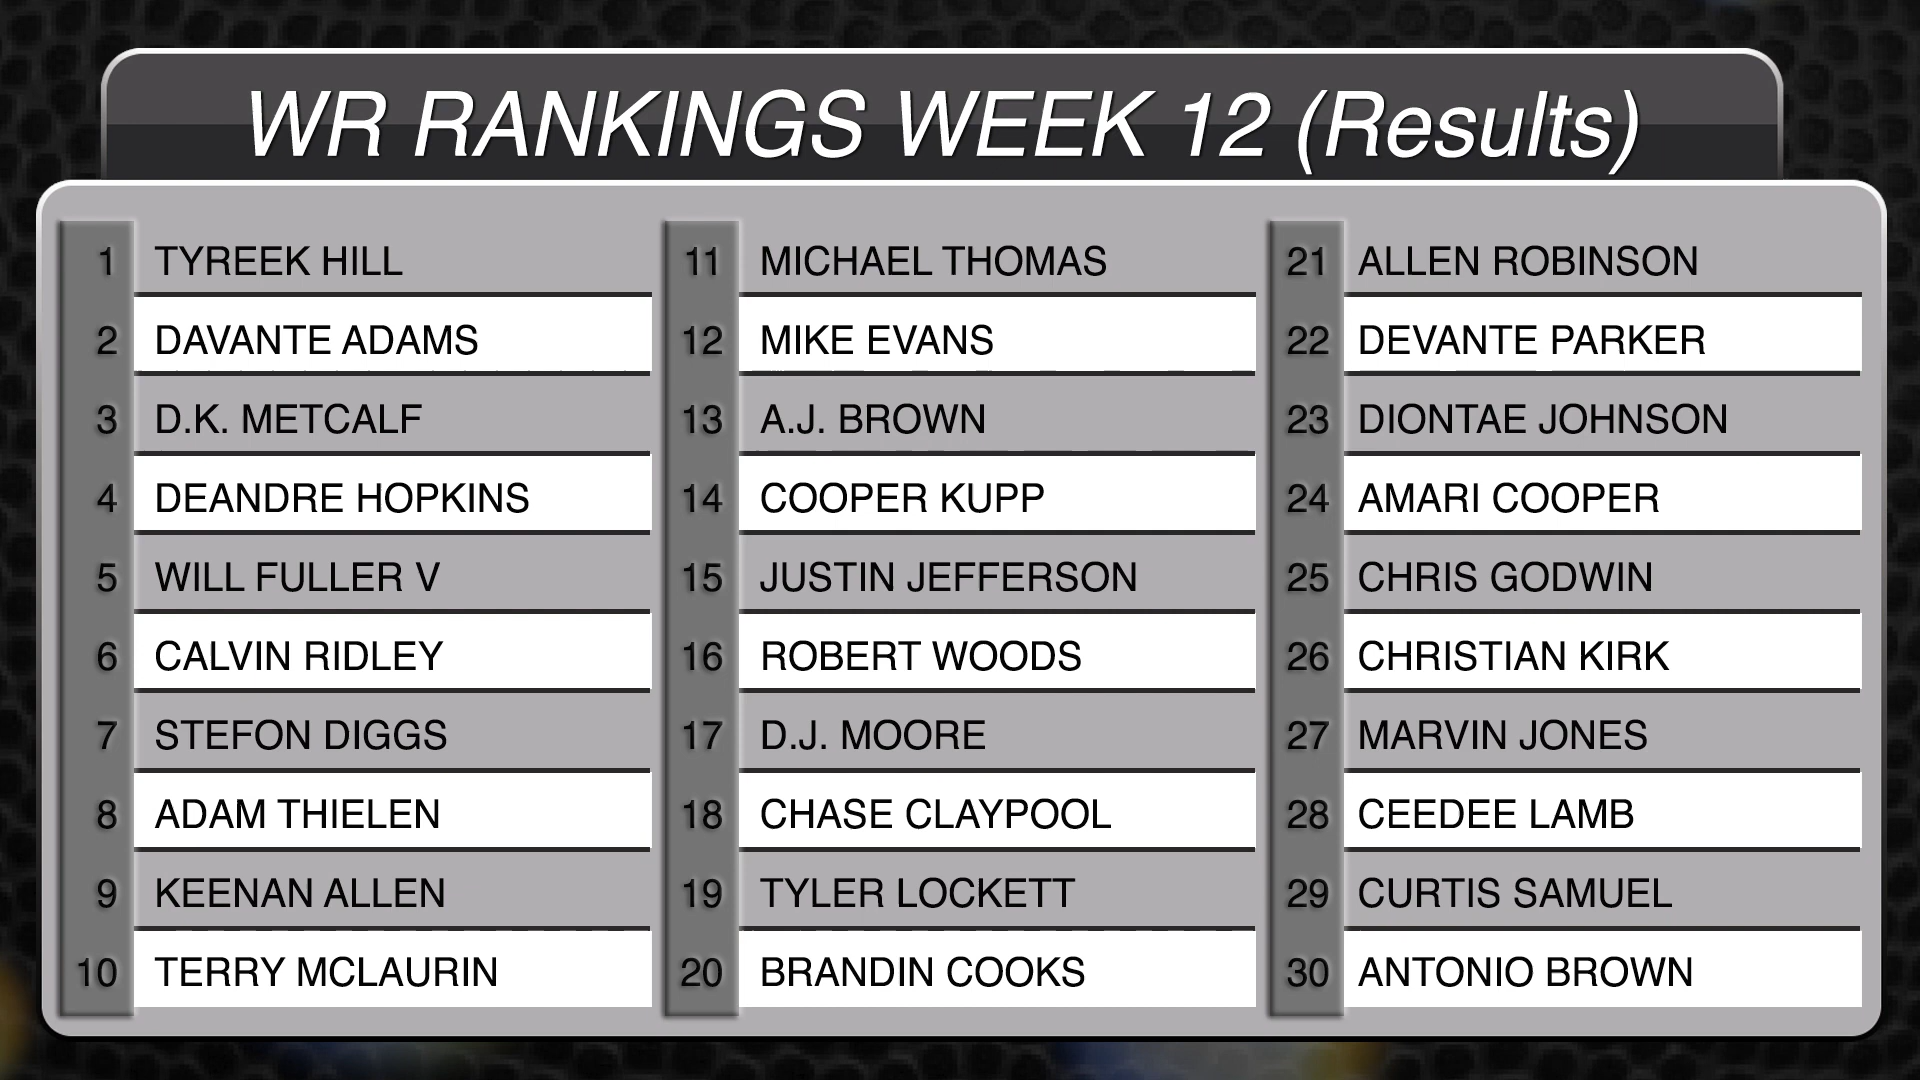 WR RANKINGS WEEK 12 (Results)
1 TYREEK HILL
2 DAVANTE ADAMS
3 D.K. METCALF
4 DEANDRE HOPKINS
5 WILL FULLER V
6 CALVIN RIDLEY
7 STEFON DIGGS
8 ADAM THIELEN
9 KEENAN ALLEN
10 TERRY MCLAURIN
11 MICHAEL THOMAS
12 MIKE EVANS
13 A.J. BROWN
14 COOPER KUPP
15 JUSTIN JEFFERSON
16 ROBERT WOODS
17 D.J. MOORE
18 CHASE CLAYPOOL
19 TYLER LOCKETT
20 BRANDIN COOKS
21 ALLEN ROBINSON
22 DEVANTE PARKER
23 DIONTAE JOHNSON
24 AMARI COOPER
25 CHRIS GODWIN
26 CHRISTIAN KIRK
27 MARVIN JONES
28 CEEDEE LAMB
29 CURTIS SAMUEL
30 ANTONIO BROWN